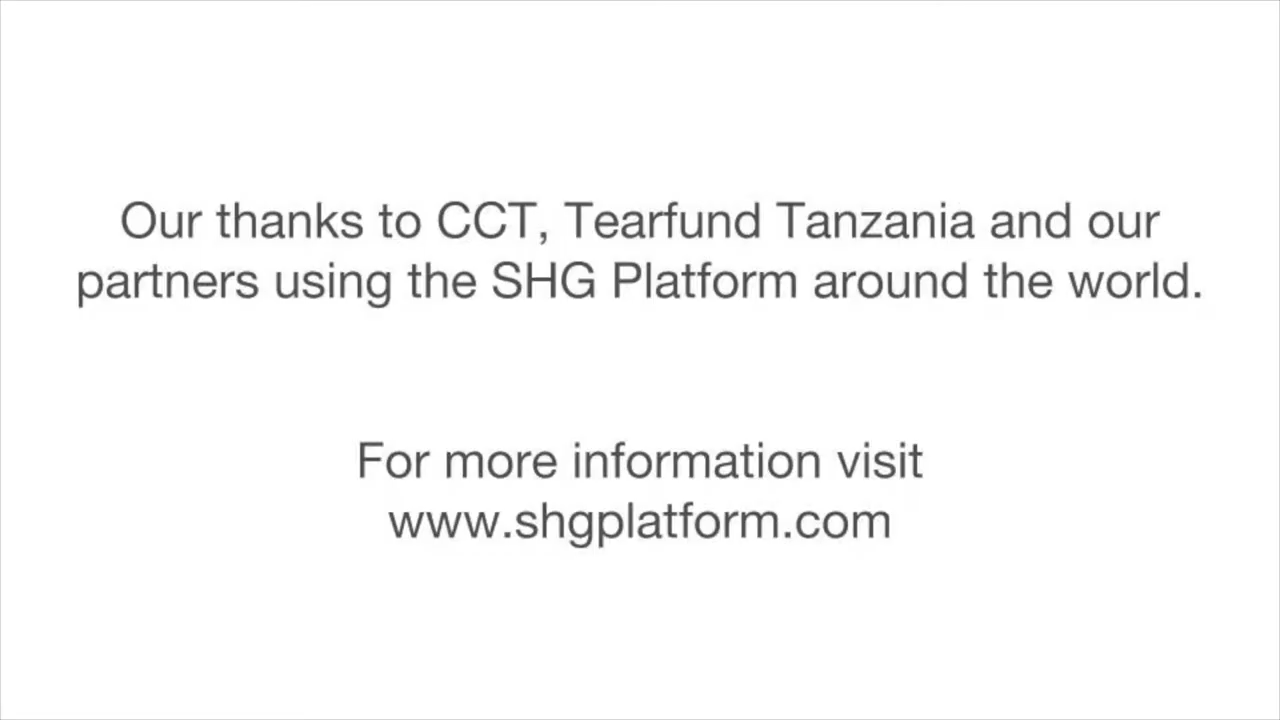 Our thanks to CCT, Tearfund Tanzania and our
partners using the SHG Platform around the world.
For more information visit
www.shgplatform.com